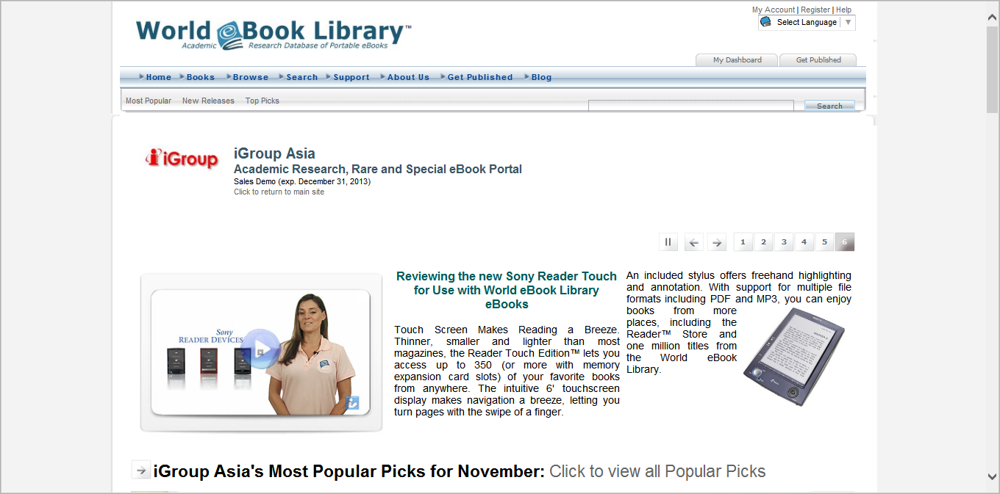 World eBook Library™
Academic Research Database of Portable eBooks
My Account | Register | Help
Select Language ▼
My Dashboard
Get Published
Home Books Browse Search Support About Us Get Published Blog
Most Popular New Releases Top Picks
Search
iGroup
iGroup Asia
Academic Research, Rare and Special eBook Portal
Sales Demo (exp. December 31, 2013)
Click to return to main site
1 2 3 4 5 6
Sony
READER DEVICES
Reviewing the new Sony Reader Touch
for Use with World eBook Library
eBooks
Touch Screen Makes Reading a Breeze.
Thinner, smaller and lighter than most
magazines, the Reader Touch Edition™ lets you
access up to 350 (or more with memory
expansion card slots) of your favorite books
from anywhere. The intuitive 6' touchscreen
display makes navigation a breeze, letting you
turn pages with the swipe of a finger.
An included stylus offers freehand highlighting
and annotation. With support for multiple file
formats including PDF and MP3, you can enjoy
books from more
places, including the
Reader™ Store and
one million titles from
the World eBook
Library.
iGroup Asia's Most Popular Picks for November: Click to view all Popular Picks